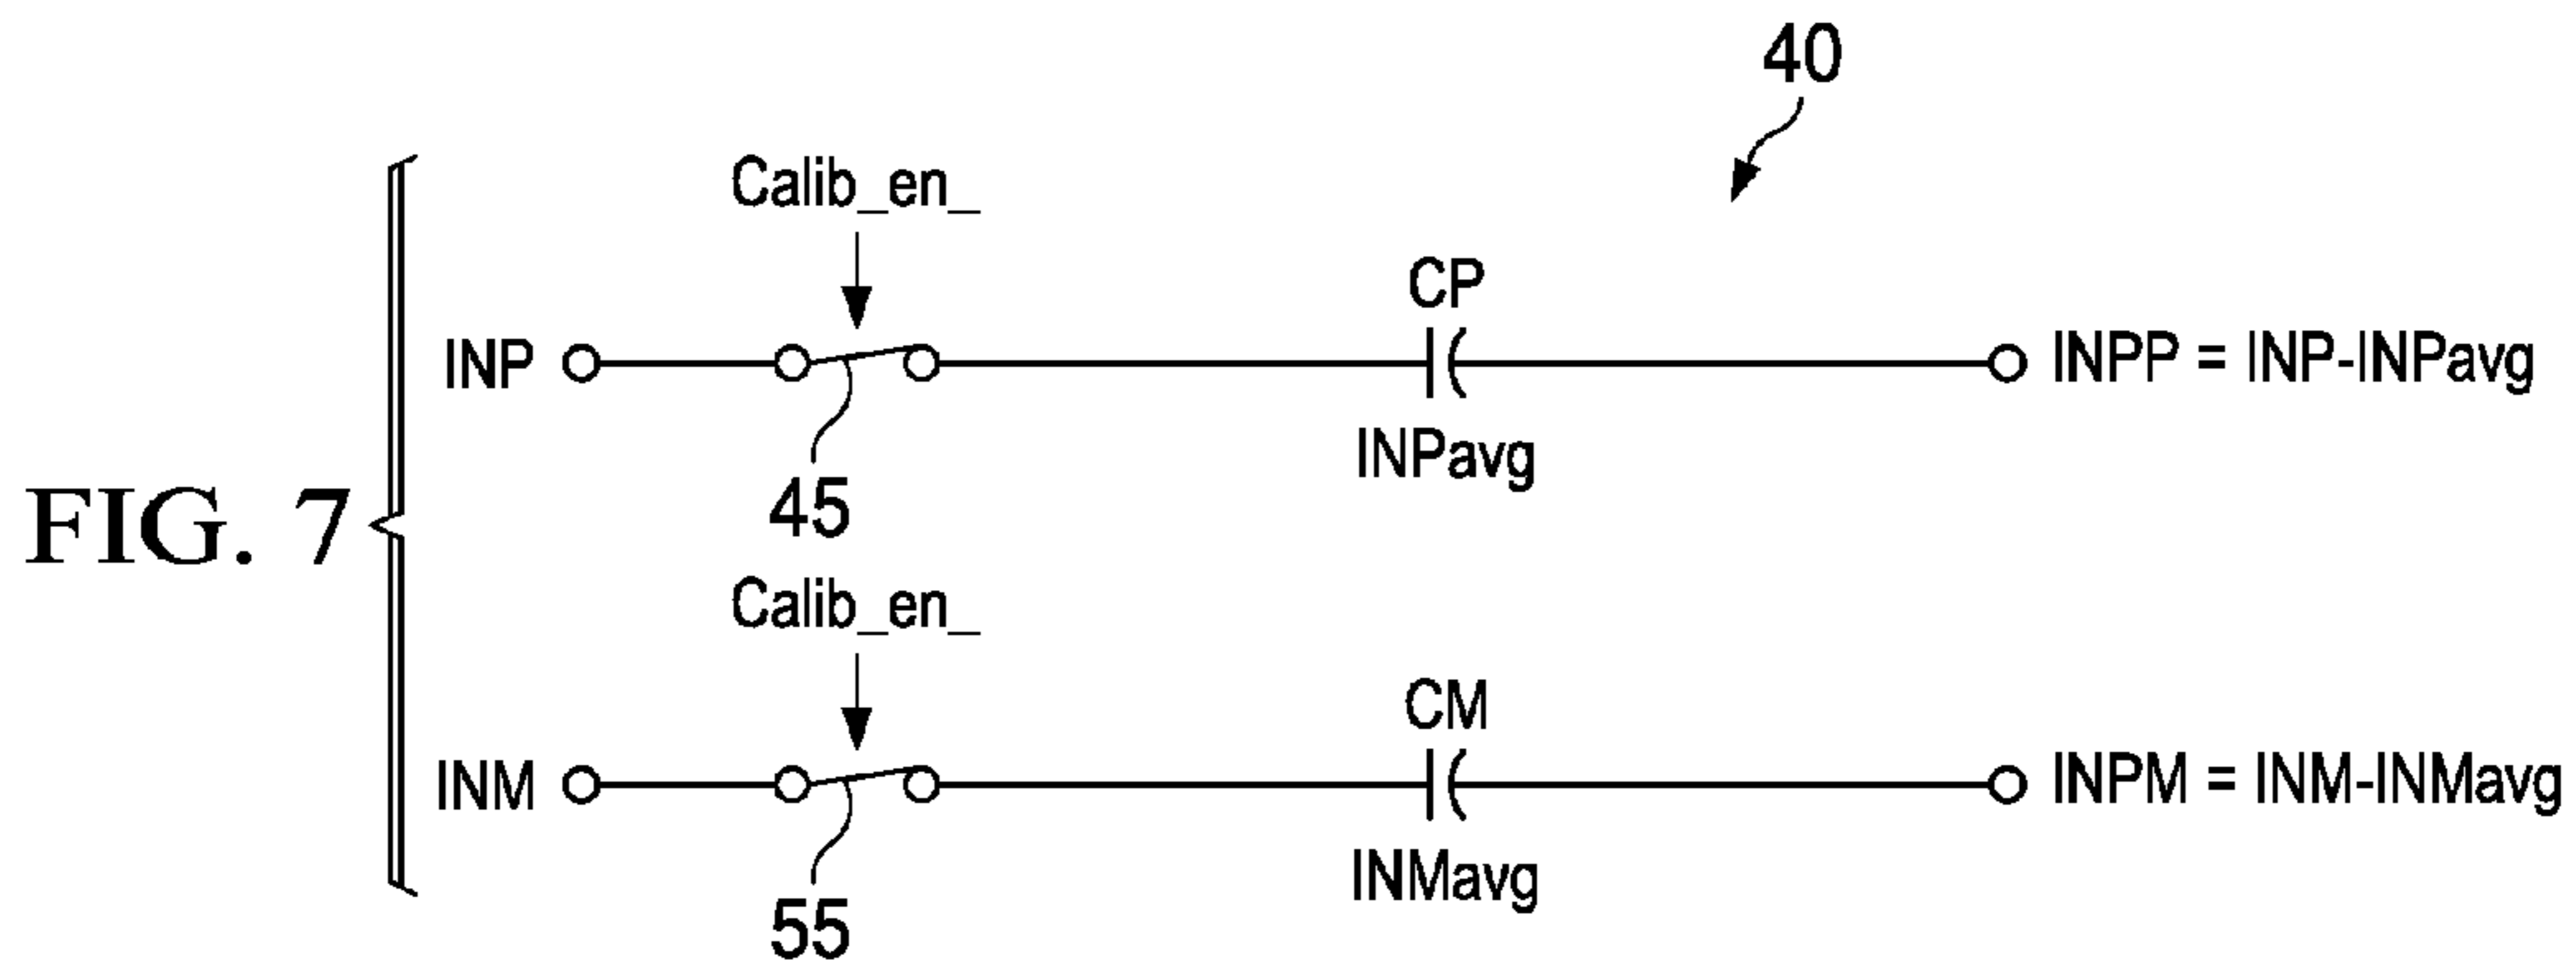 40
Calib_en_
CP
INP
INPP = INP-INPavg
INPavg
45
FIG. 7
Calib_en_
CM
INM
INPM = INM-INMavg
INMavg
55